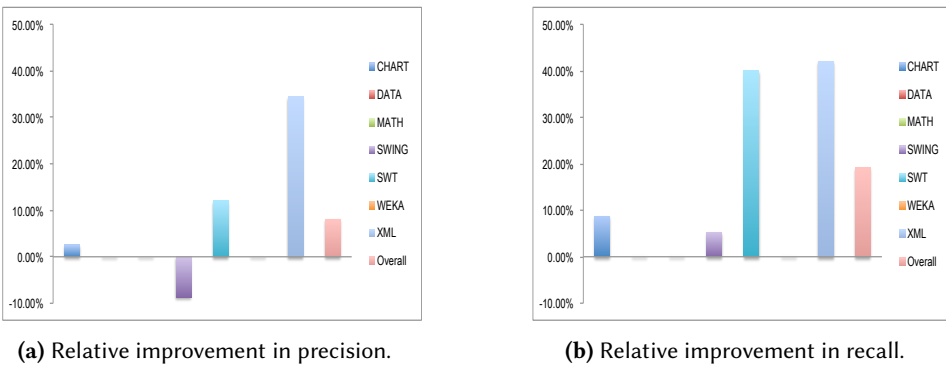 50.00%
40.00%
30.00%
20.00%
10.00%
0.00%
-10.00%
CHART
DATA
MATH
SWING
SWT
WEKA
XML
Overall
(a) Relative improvement in precision.
50.00%
40.00%
30.00%
20.00%
10.00%
0.00%
-10.00%
CHART
DATA
MATH
SWING
SWT
WEKA
XML
Overall
(b) Relative improvement in recall.